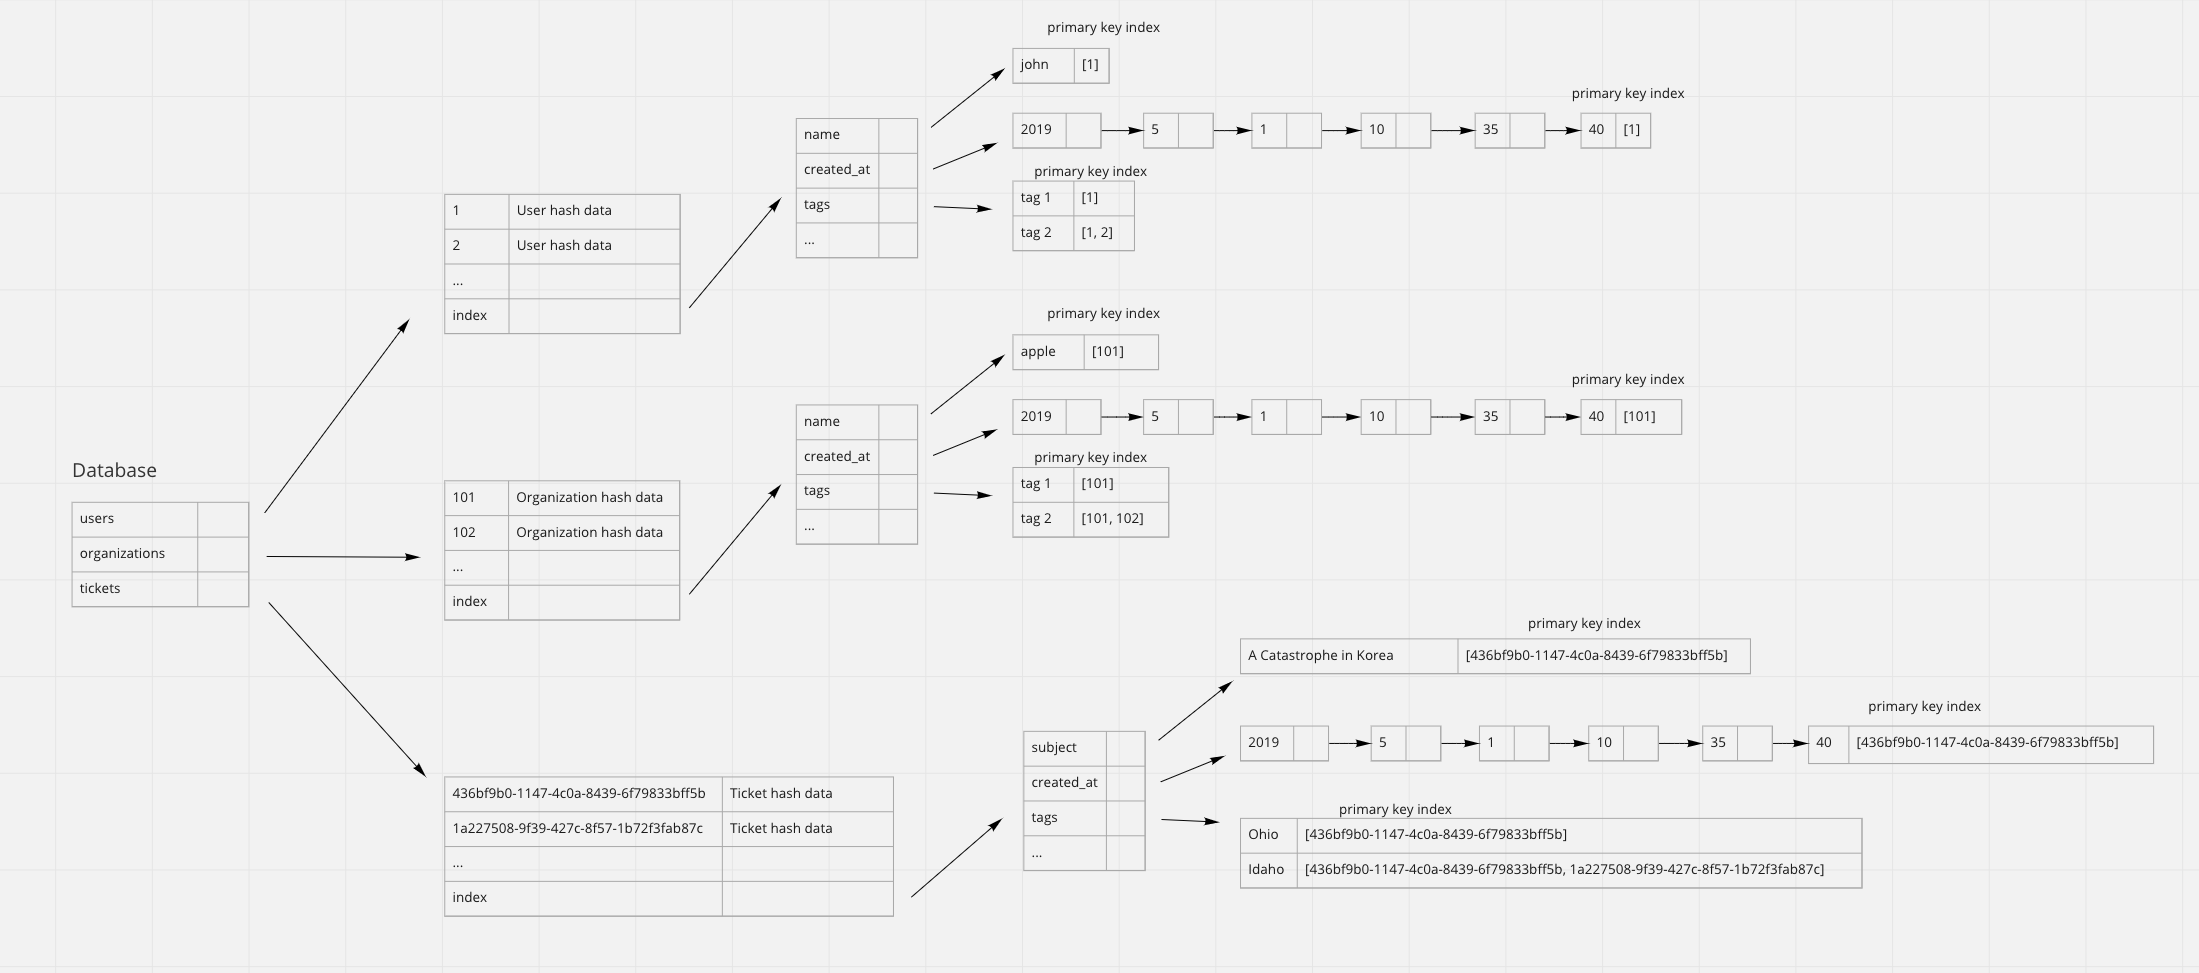 primary key index
john [1]
primary key index
2019 5 1 10 35 40 [1]
name
created_at
tags
...
primary key index
tag 1 [1]
tag 2 [1, 2]
1 User hash data
2 User hash data
...
index
primary key index
apple [101]
primary key index
2019 5 1 10 35 40 [101]
name
created_at
tags
...
primary key index
tag 1 [101]
tag 2 [101, 102]
Database
users
organizations
tickets
101 Organization hash data
102 Organization hash data
...
index
primary key index
A Catastrophe in Korea [436bf9b0-1147-4c0a-8439-6f79833bff5b]
primary key index
2019 5 1 10 35 40 [436bf9b0-1147-4c0a-8439-6f79833bff5b]
subject
created_at
tags
...
primary key index
Ohio [436bf9b0-1147-4c0a-8439-6f79833bff5b]
Idaho [436bf9b0-1147-4c0a-8439-6f79833bff5b, 1a227508-9f39-427c-8f57-1b72f3fab87c]
436bf9b0-1147-4c0a-8439-6f79833bff5b Ticket hash data
1a227508-9f39-427c-8f57-1b72f3fab87c Ticket hash data
...
index